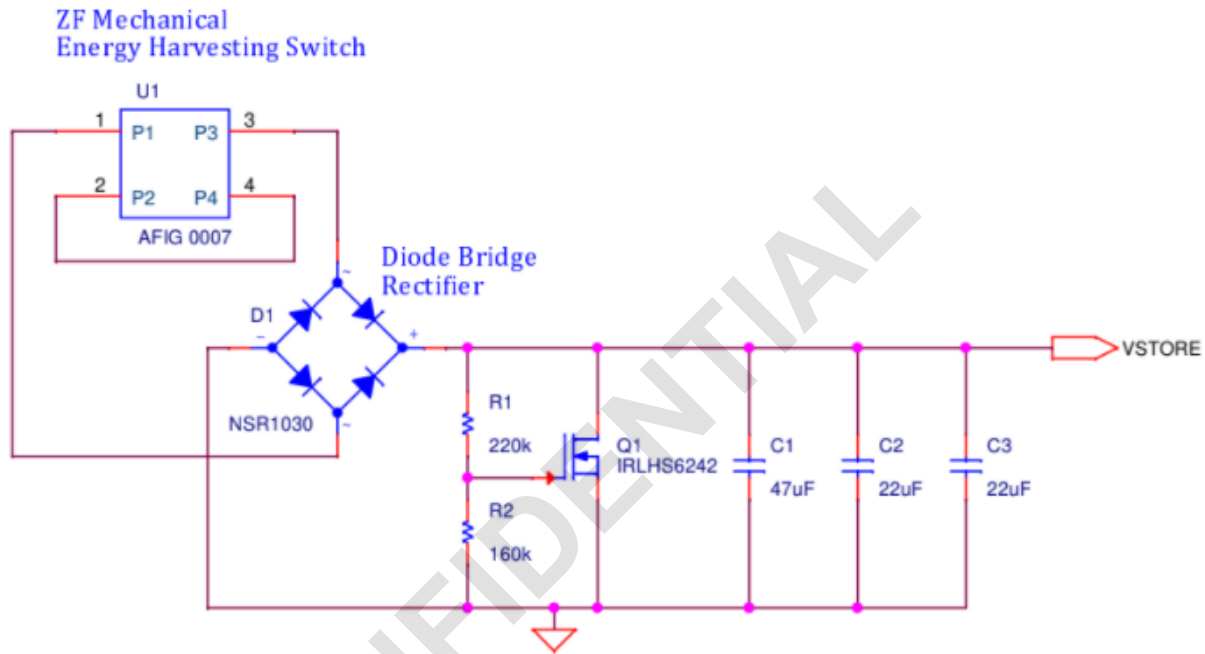 ZF Mechanical
Energy Harvesting Switch
U1
1 P1 P3 3
2 P2 P4 4
AFIG 0007
Diode Bridge
Rectifier
~
D1
- +
NSR1030
~
VSTORE
R1
220k
Q1
IRLHS6242
C1
47uF
C2
22uF
C3
22uF
R2
160k
NFIDENTIAL